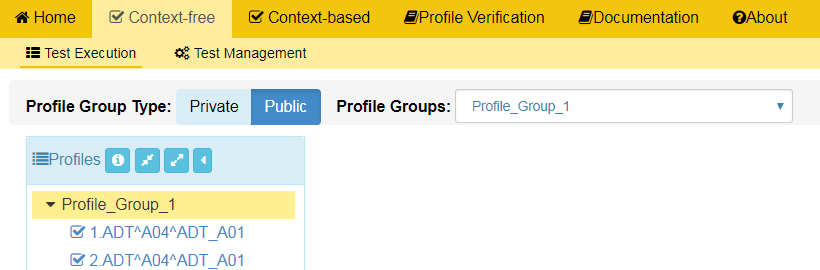 Home Context-free Context-based Profile Verification Documentation About
Test Execution Test Management
Profile Group Type: Private Public Profile Groups: Profile_Group_1
Profiles
Profile_Group_1
1.ADT^A04^ADT_A01
2.ADT^A04^ADT_A01